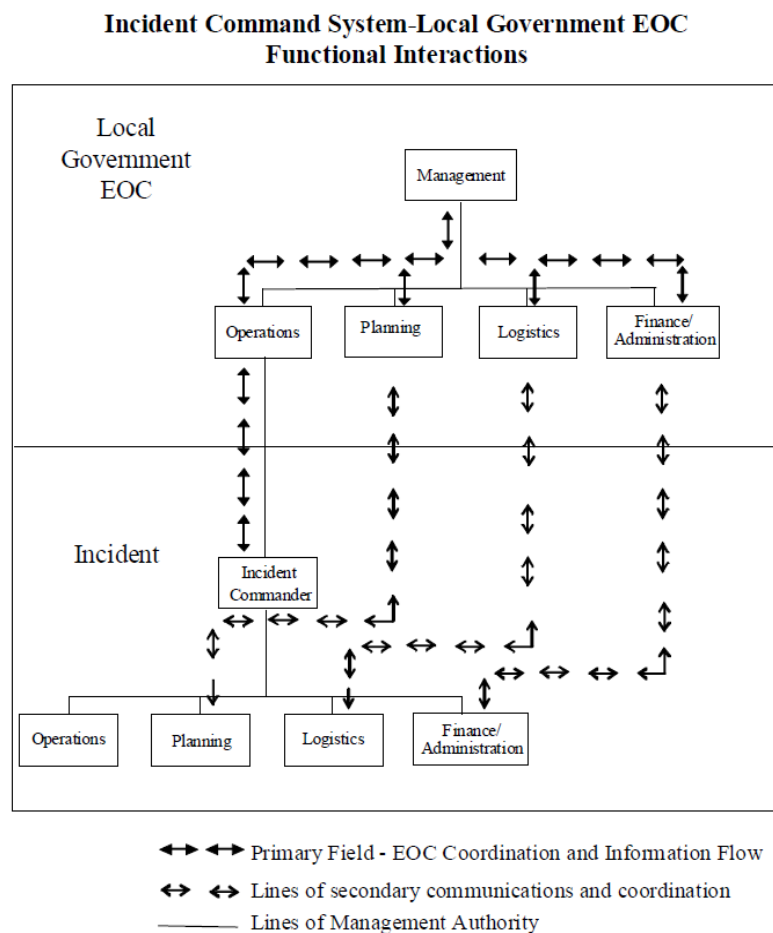 Incident Command System-Local Government EOC
Functional Interactions
Local
Government
EOC
Management
Operations
Planning
Logistics
Finance/
Administration
Incident
Incident
Commander
Operations
Planning
Logistics
Finance/
Administration
Primary Field - EOC Coordination and Information Flow
Lines of secondary communications and coordination
Lines of Management Authority